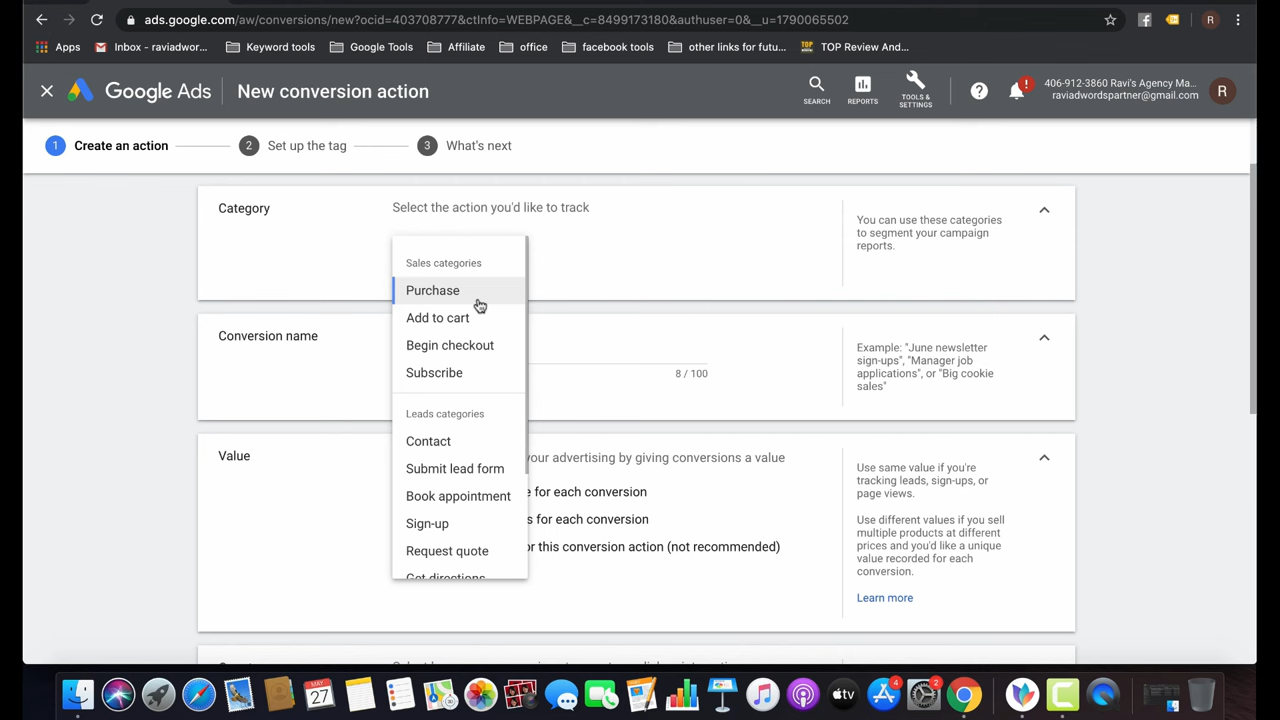 ads.google.com/aw/conversions/new?ocid=403708777&ctInfo=WEBPAGE&__c=8499173180&authuser=0&__u=1790065502
R
Apps
Inbox - raviadwor...
Keyword tools
Google Tools
Affiliate
office
facebook tools
other links for futu...
TOP Review And...
Google Ads
New conversion action
SEARCH
REPORTS
TOOLS &
SETTINGS
406-912-3860 Ravi's Agency Ma...
raviadwordspartner@gmail.com
R
1 Create an action
2 Set up the tag
3 What's next
Category
Select the action you'd like to track
You can use these categories
to segment your campaign
reports.
Sales categories
Purchase
Add to cart
Begin checkout
Subscribe
Leads categories
Contact
Submit lead form
Book appointment
Sign-up
Request quote
Get directions
Conversion name
8 / 100
Example: "June newsletter
sign-ups", "Manager job
applications", or "Big cookie
sales"
Value
your advertising by giving conversions a value
e for each conversion
s for each conversion
or this conversion action (not recommended)
Use same value if you're
tracking leads, sign-ups, or
page views.
Use different values if you sell
multiple products at different
prices and you'd like a unique
value recorded for each
conversion.
Learn more
MAY
27
tv
4
2